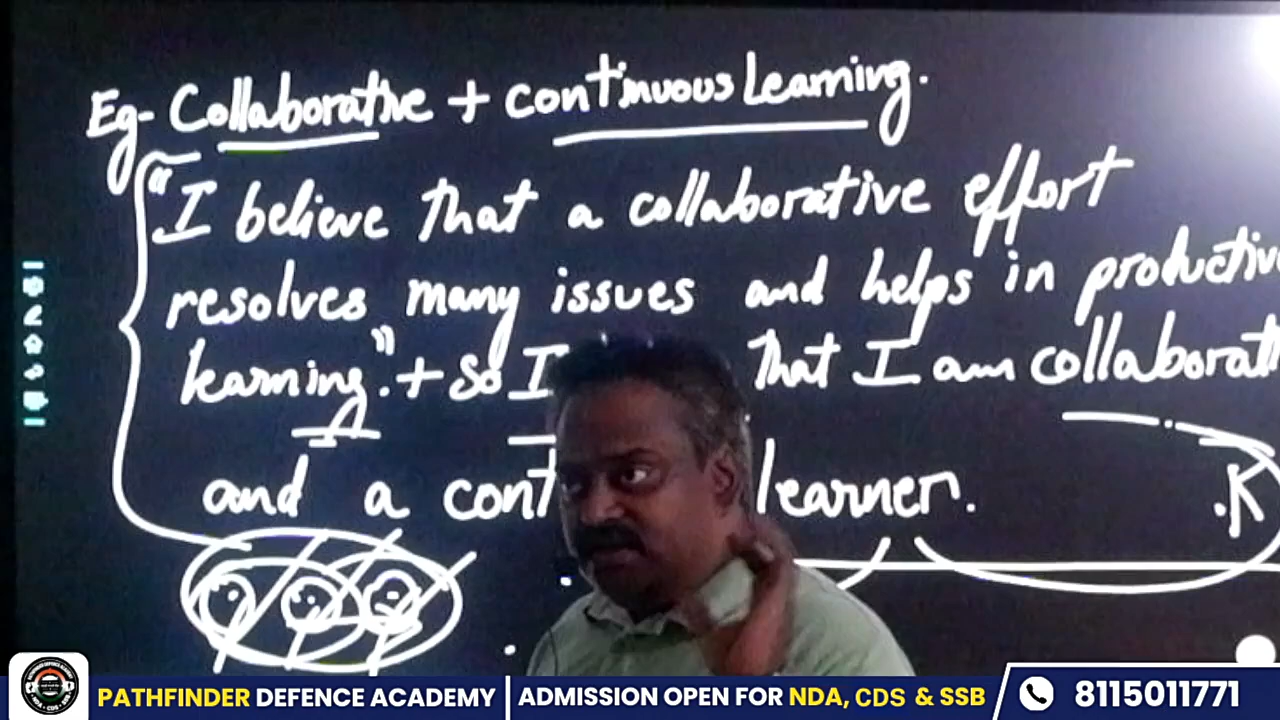 Eg- Collaborative + continuous Learning.
"I believe that a collaborative effort
resolves many issues and helps in productive
learning." + So I that I am collaborat
and a cont learner.
.K
PATHFINDER DEFENCE ACADEMY
ADMISSION OPEN FOR NDA, CDS & SSB
8115011771